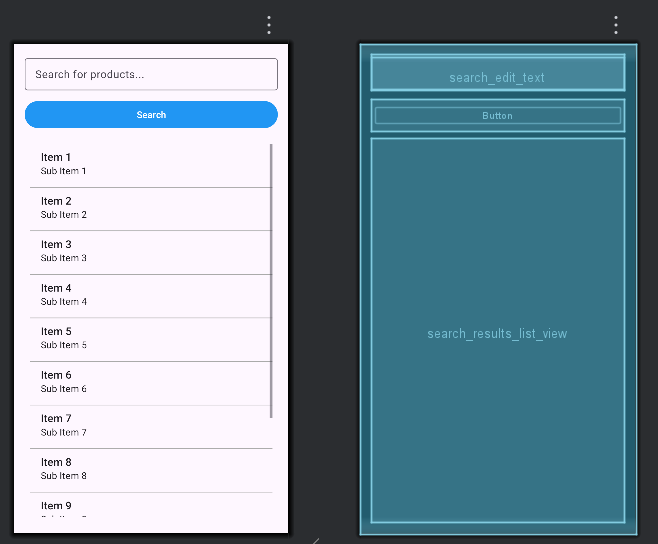 Search for products...
Search
Item 1
Sub Item 1
Item 2
Sub Item 2
Item 3
Sub Item 3
Item 4
Sub Item 4
Item 5
Sub Item 5
Item 6
Sub Item 6
Item 7
Sub Item 7
Item 8
Sub Item 8
Item 9
search_edit_text
Button
search_results_list_view